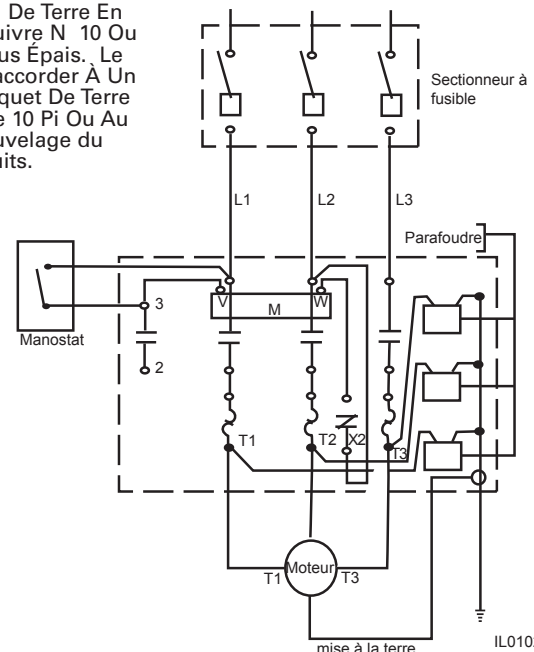 De Terre En
uivre N 10 Ou
us Épais. Le
accorder À Un
quet De Terre
e 10 Pi Ou Au
uvelage du
uits.
Sectionneur à
fusible
L1
L2
L3
Parafoudre
V
M
W
3
Manostat
2
T1
T2
X2
T3
T1
Moteur
T3
mise à la terre
IL010